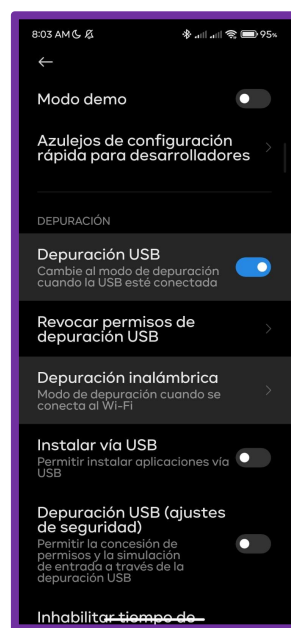 8:03 AM 95%
Modo demo
Azulejos de configuración
rápida para desarrolladores
DEPURACIÓN
Depuración USB
Cambie al modo de depuración
cuando la USB esté conectada
Revocar permisos de
depuración USB
Depuración inalámbrica
Modo de depuración cuando se
conecta al Wi-Fi
Instalar vía USB
Permitir instalar aplicaciones vía
USB
Depuración USB (ajustes
de seguridad)
Permitir la concesión de
permisos y la simulación
de entrada a través de la
depuración USB
Inhabilitar tiempo de